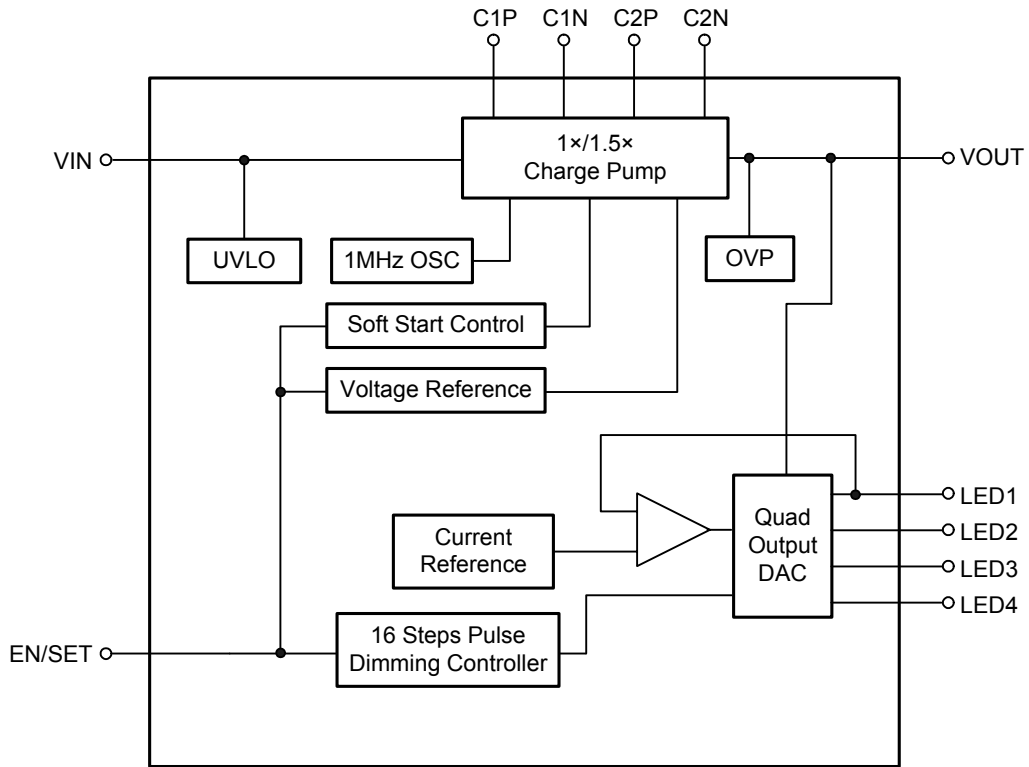 C1P
C1N
C2P
C2N
1×/1.5×
Charge Pump
VIN
VOUT
UVLO
1MHz OSC
OVP
Soft Start Control
Voltage Reference
Current
Reference
Quad
Output
DAC
LED1
LED2
LED3
LED4
16 Steps Pulse
Dimming Controller
EN/SET